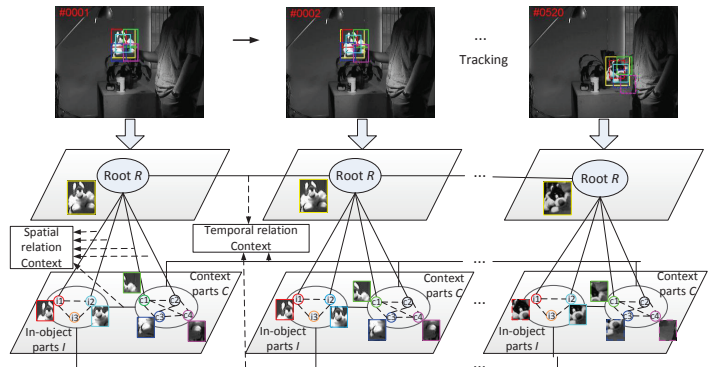 #0001
#0002
...
#0520
Tracking
Root R
Root R
...
Root R
Spatial
relation
Context
Temporal relation
Context
...
Context
parts C
Context
parts C
Context
parts C
i1
i2
i3
c1
c2
c3
c4
In-object
parts I
i1
i2
i3
c1
c2
c3
c4
In-object
parts I
...
i1
i2
i3
c1
c2
c3
c4
In-object
parts I
...